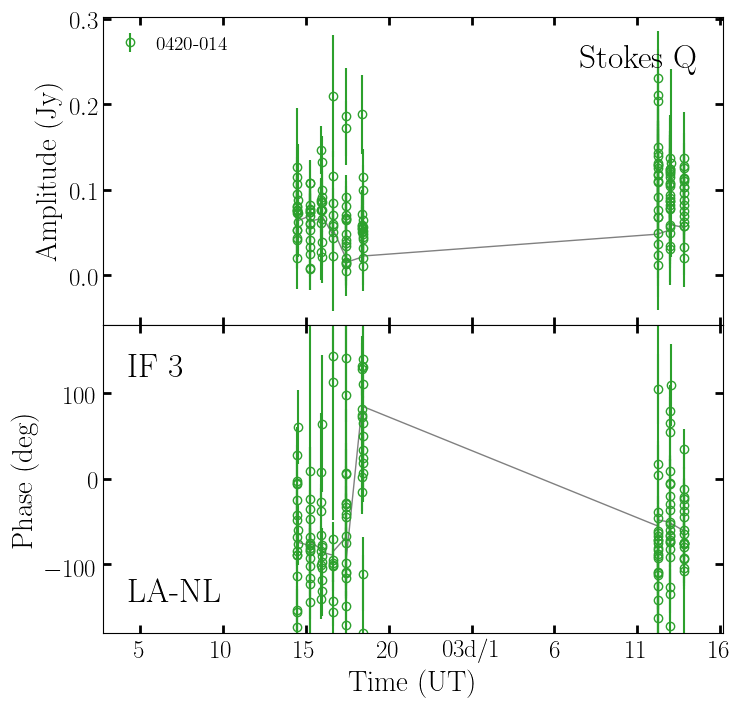 0420-014
Stokes Q
Amplitude (Jy)
0.3
0.2
0.1
0.0
IF 3
LA-NL
Phase (deg)
100
0
−100
5 10 15 20 03d/1 6 11 16
Time (UT)